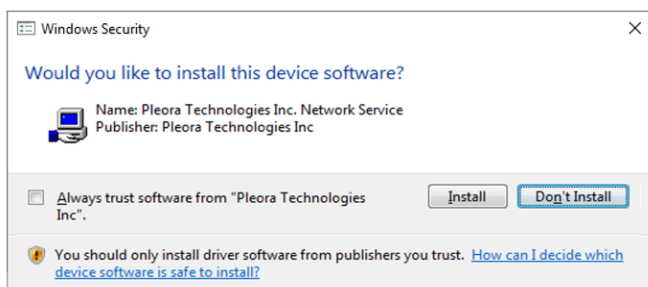 Windows Security
Would you like to install this device software?
Name: Pleora Technologies Inc. Network Service
Publisher: Pleora Technologies Inc
Always trust software from "Pleora Technologies
Inc".
Install
Don't Install
You should only install driver software from publishers you trust. How can I decide which
device software is safe to install?